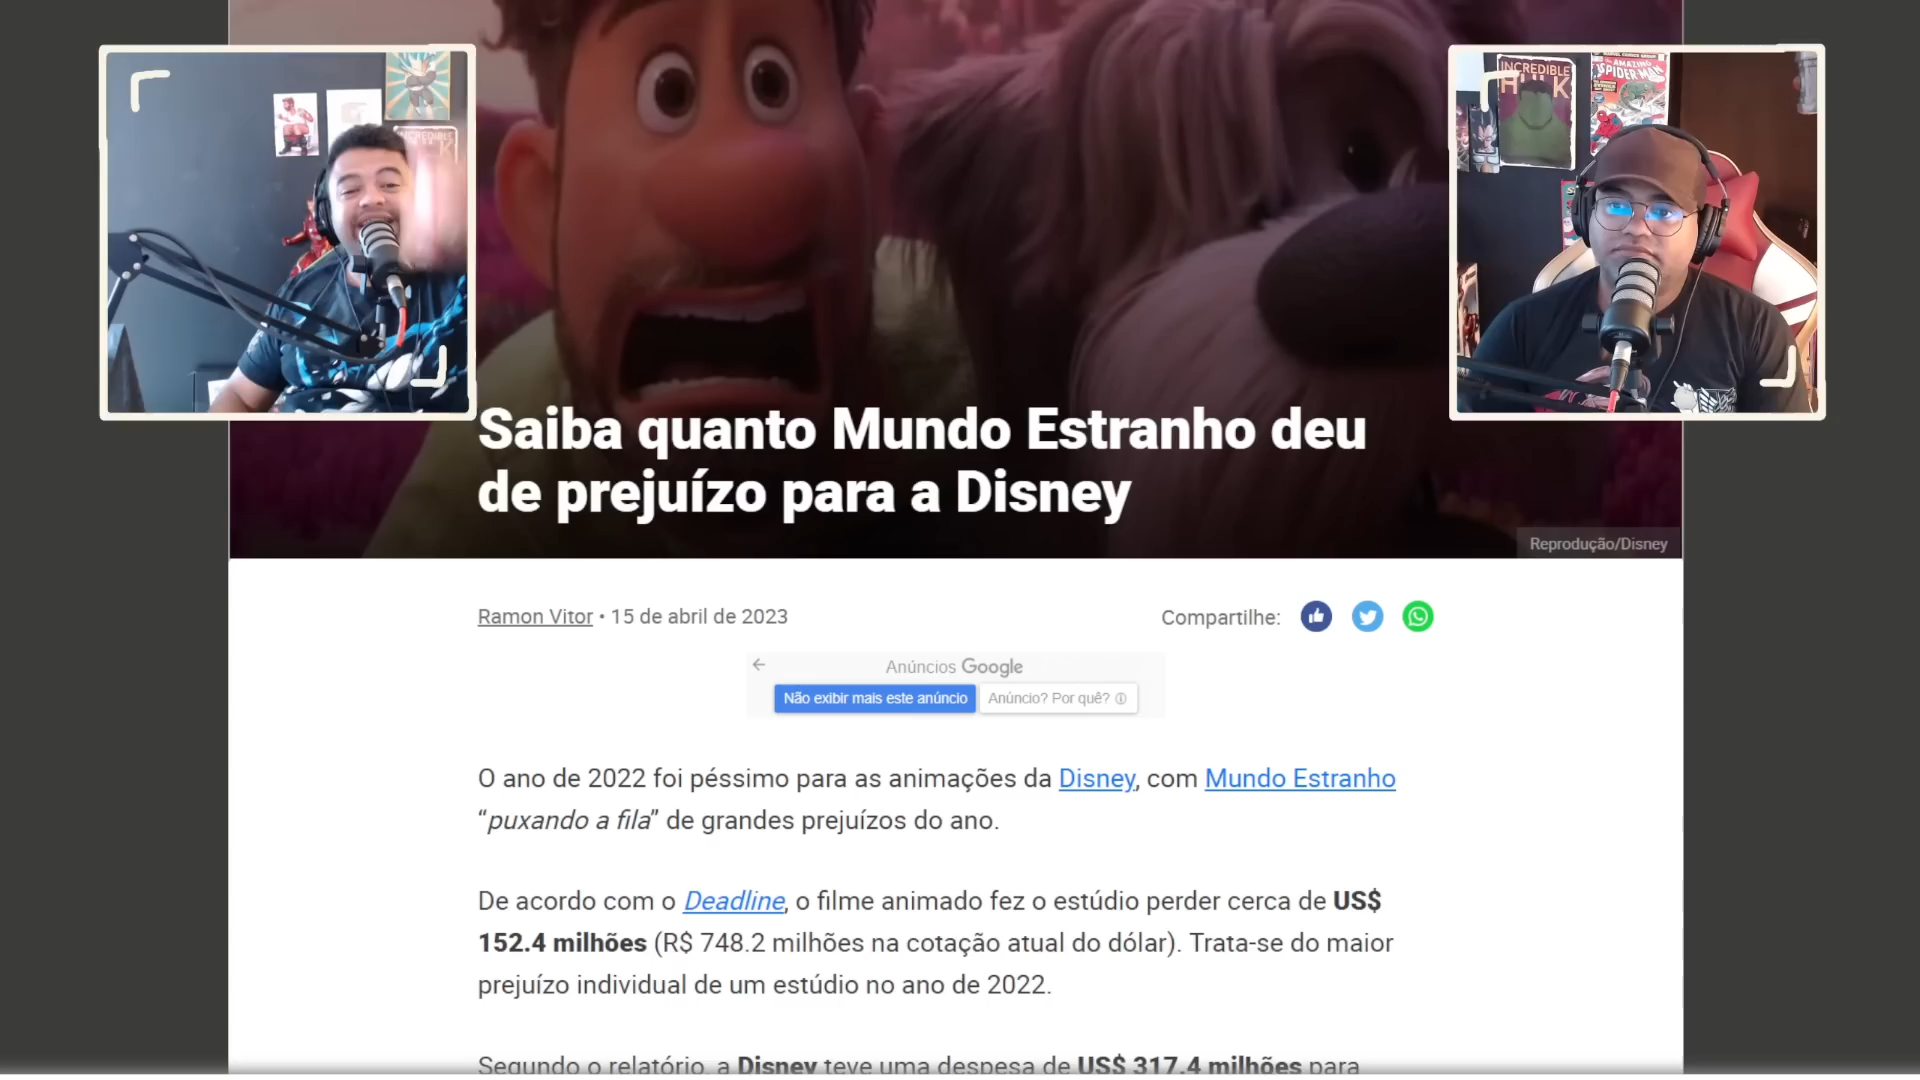 INCREDIBLE
INCREDIBLE
H K
AMAZING
SPIDER-MAN
Saiba quanto Mundo Estranho deu
de prejuízo para a Disney
Reprodução/Disney
Ramon Vitor • 15 de abril de 2023
Compartilhe:
Anúncios Google
Não exibir mais este anúncio
Anúncio? Por quê?
O ano de 2022 foi péssimo para as animações da Disney, com Mundo Estranho
“puxando a fila” de grandes prejuízos do ano.
De acordo com o Deadline, o filme animado fez o estúdio perder cerca de US$
152.4 milhões (R$ 748.2 milhões na cotação atual do dólar). Trata-se do maior
prejuízo individual de um estúdio no ano de 2022.
Segundo o relatório, a Disney teve uma despesa de US$ 317.4 milhões para